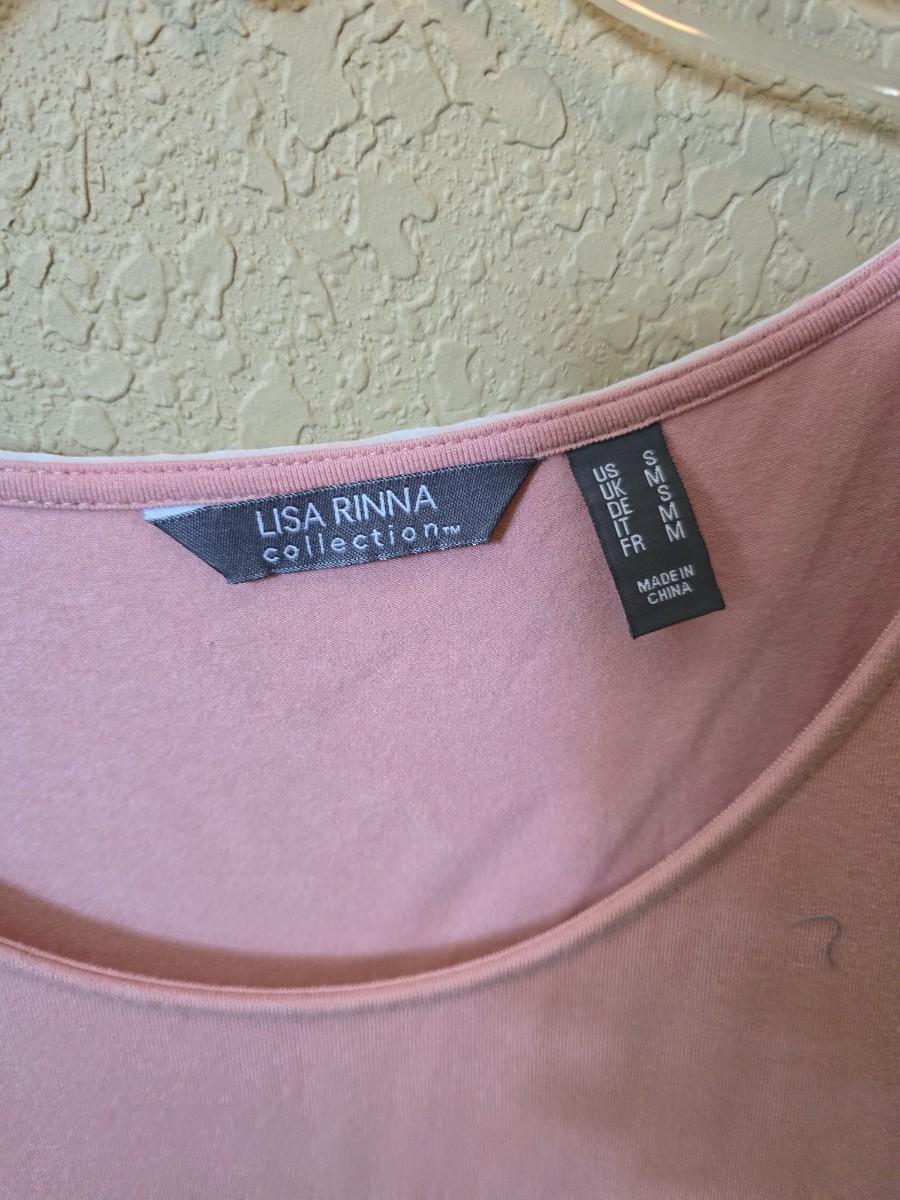 LISA RINNA
collection™
US S
UK M
DE S
IT M
FR M
MADE IN
CHINA